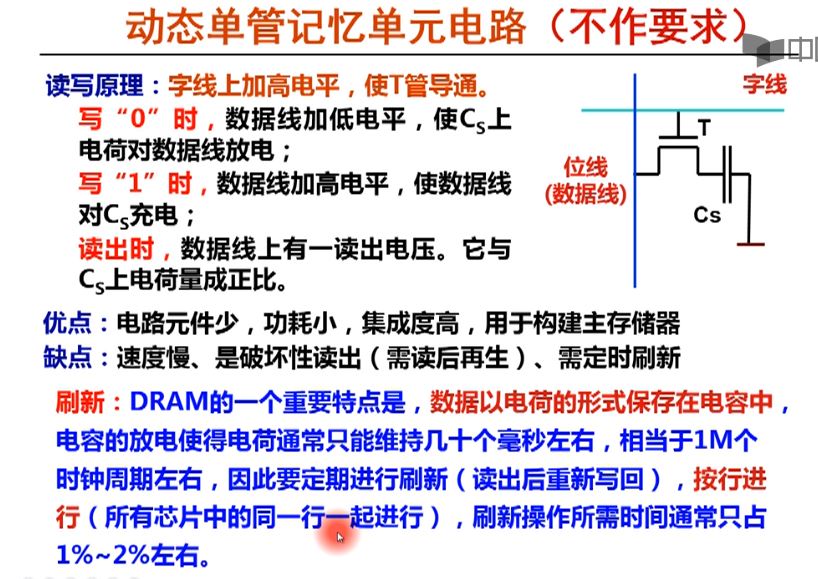 动态单管记忆单元电路（不作要求）
中
读写原理：字线上加高电平，使T管导通。
字线
写“0”时，数据线加低电平，使CS上
电荷对数据线放电；
写“1”时，数据线加高电平，使数据线
对CS充电；
读出时，数据线上有一读出电压。它与
CS上电荷量成正比。
T
位线
(数据线)
Cs
优点：电路元件少，功耗小，集成度高，用于构建主存储器
缺点：速度慢、是破坏性读出（需读后再生）、需定时刷新
刷新：DRAM的一个重要特点是，数据以电荷的形式保存在电容中，
电容的放电使得电荷通常只能维持几十个毫秒左右，相当于1M个
时钟周期左右，因此要定期进行刷新（读出后重新写回），按行进
行（所有芯片中的同一行一起进行），刷新操作所需时间通常只占
1%~2%左右。